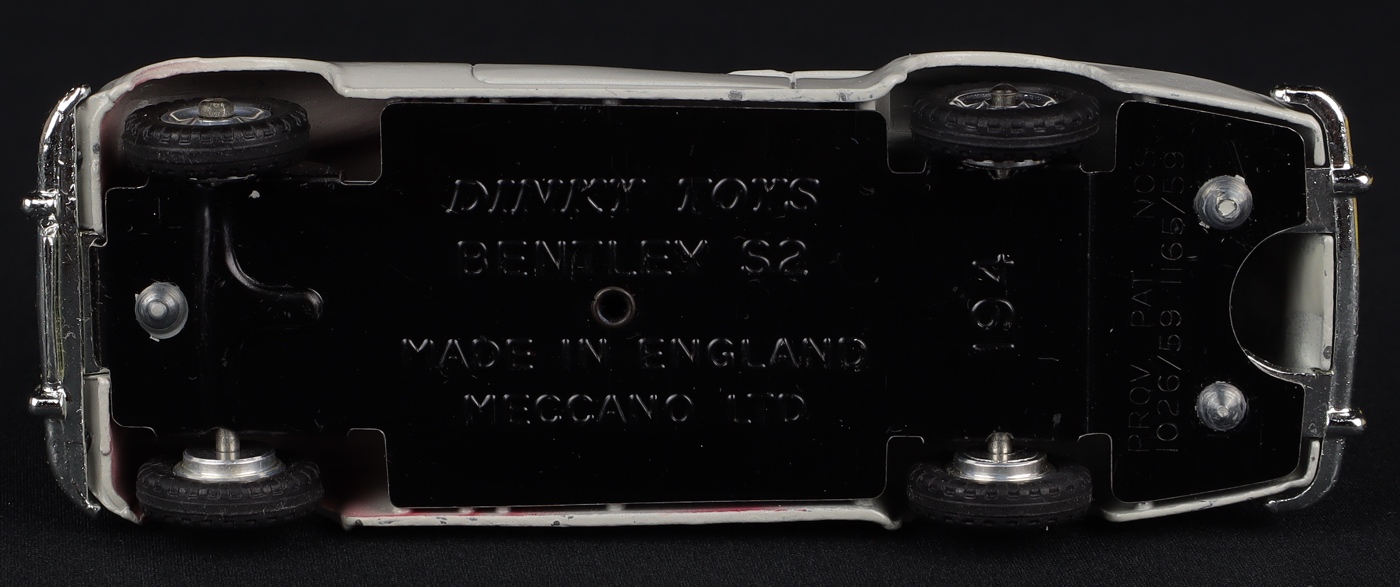 DINKY TOYS
BENTLEY S2
MADE IN ENGLAND
MECCANO LTD
194
PROV PAT NOS
1026/59 1165/59